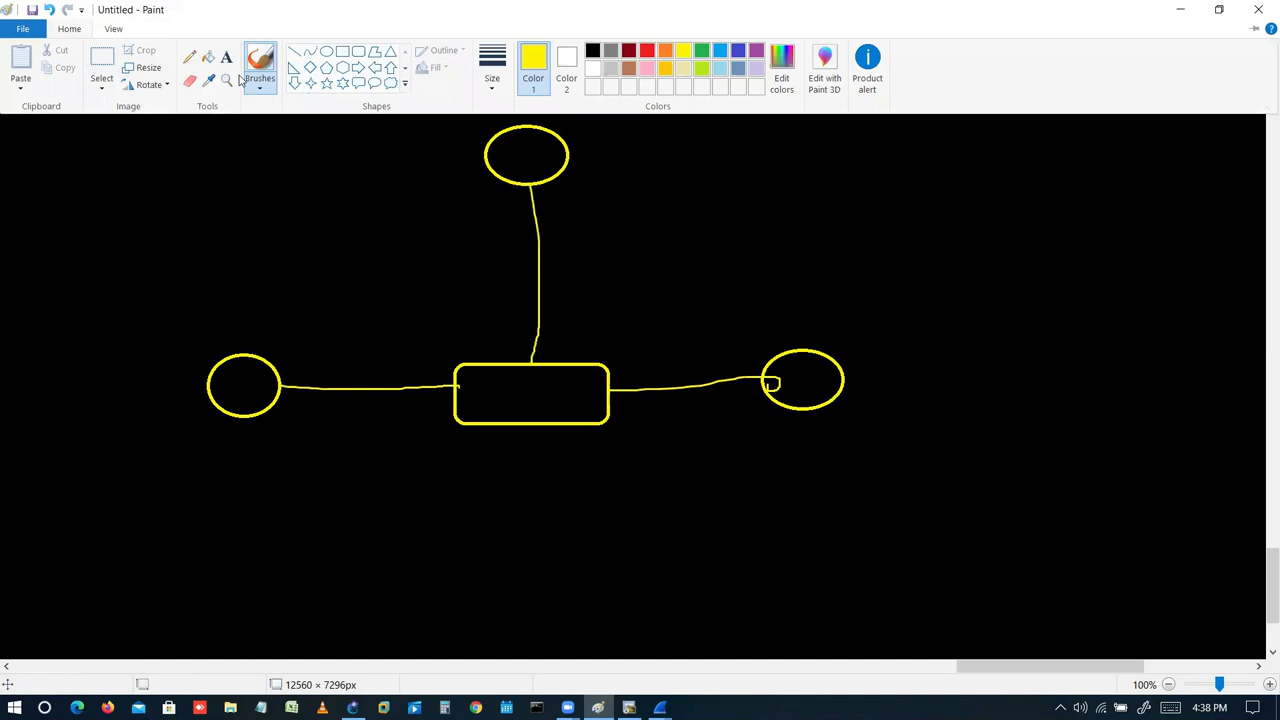 Untitled - Paint
File
Home
View
Paste
Cut
Copy
Clipboard
Select
Crop
Resize
Rotate
Image
A
Tools
Brushes
Outline
Fill
Shapes
Size
Color 1
Color 2
Edit colors
Colors
Edit with Paint 3D
Product alert
12560 × 7296px
100%
4:38 PM